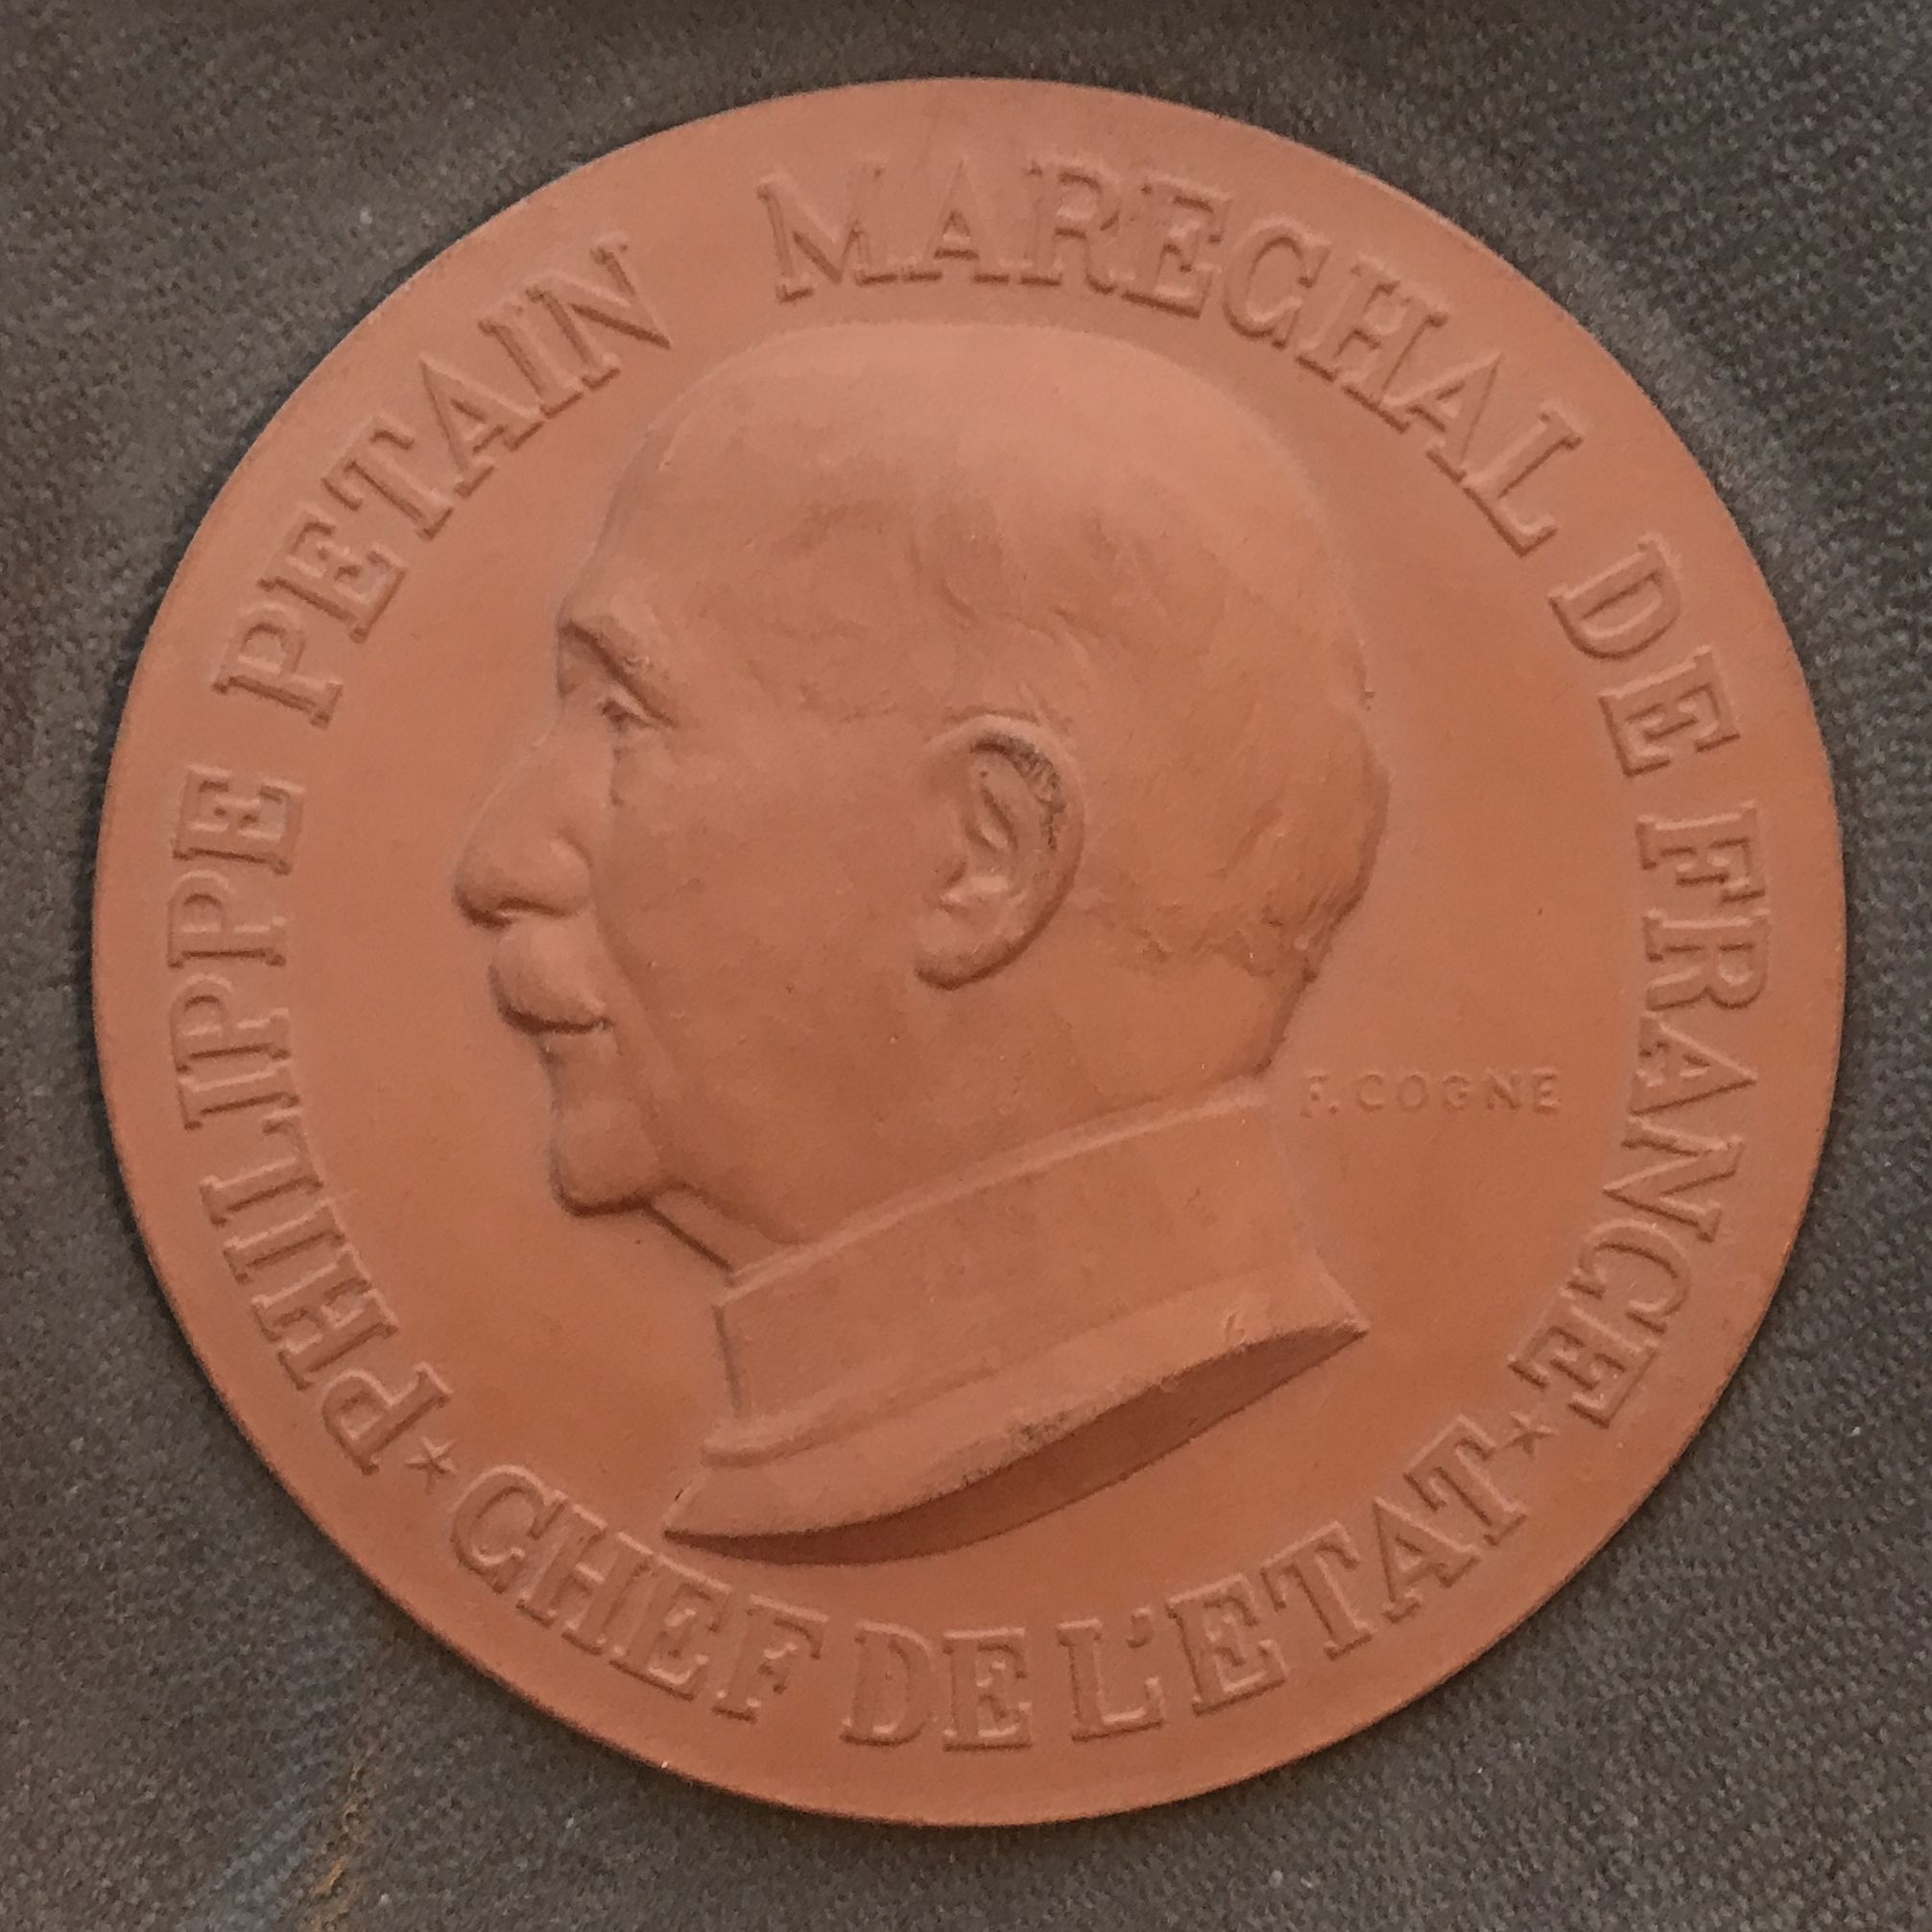 PHILIPPE PETAIN MARECHAL DE FRANCE
★ CHEF DE L'ETAT ★
F. COGNE